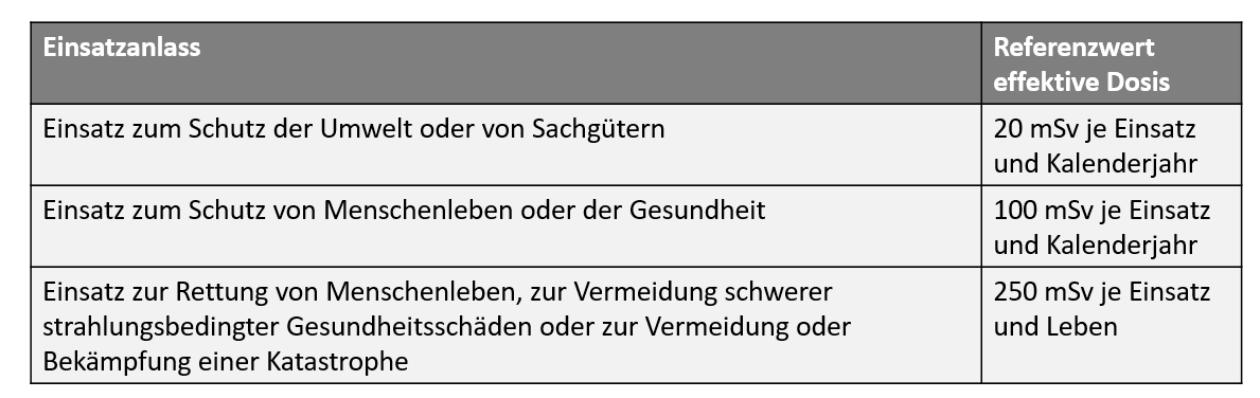 Einsatzanlass
Referenzwert
effektive Dosis
Einsatz zum Schutz der Umwelt oder von Sachgütern
20 mSv je Einsatz
und Kalenderjahr
Einsatz zum Schutz von Menschenleben oder der Gesundheit
100 mSv je Einsatz
und Kalenderjahr
Einsatz zur Rettung von Menschenleben, zur Vermeidung schwerer
strahlungsbedingter Gesundheitsschäden oder zur Vermeidung oder
Bekämpfung einer Katastrophe
250 mSv je Einsatz
und Leben